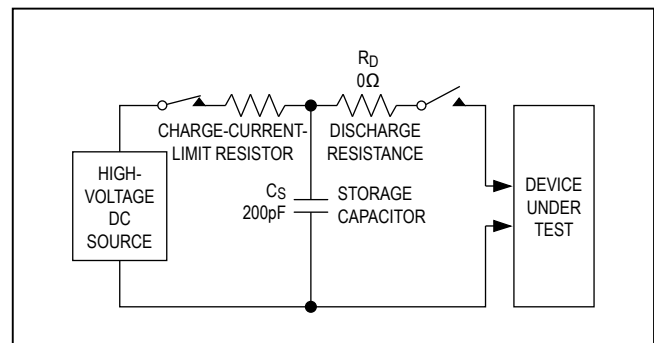 RD
0Ω
CHARGE-CURRENT-
LIMIT RESISTOR
DISCHARGE
RESISTANCE
HIGH-
VOLTAGE
DC
SOURCE
CS
200pF
STORAGE
CAPACITOR
DEVICE
UNDER
TEST